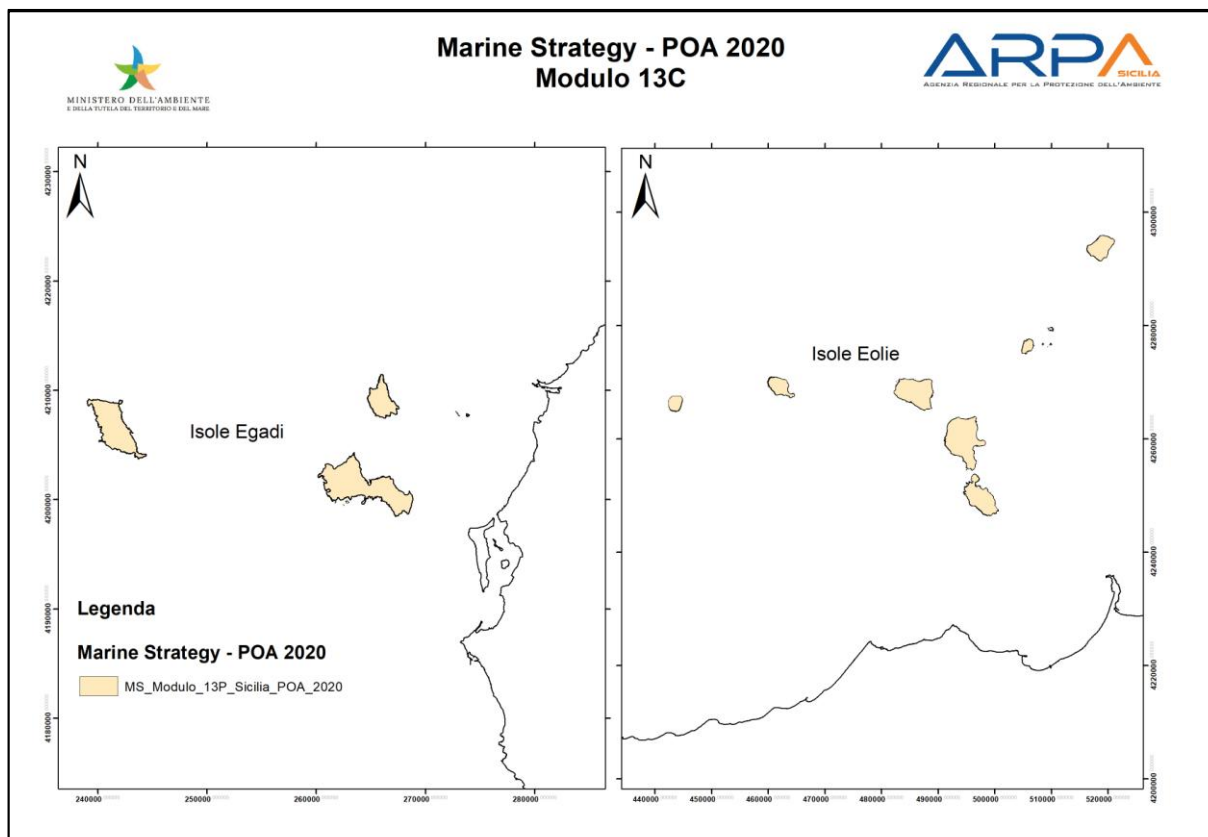 Marine Strategy - POA 2020
Modulo 13C
MINISTERO DELL'AMBIENTE
E DELLA TUTELA DEL TERRITORIO E DEL MARE
ARPA
SICILIA
AGENZIA REGIONALE PER LA PROTEZIONE DELL'AMBIENTE
N
4230000
4220000
4210000
4200000
4190000
4180000
Isole Egadi
Legenda
Marine Strategy - POA 2020
MS_Modulo_13P_Sicilia_POA_2020
240000
250000
260000
270000
280000
N
Isole Eolie
4300000
4280000
4260000
4240000
4220000
4200000
440000
450000
460000
470000
480000
490000
500000
510000
520000